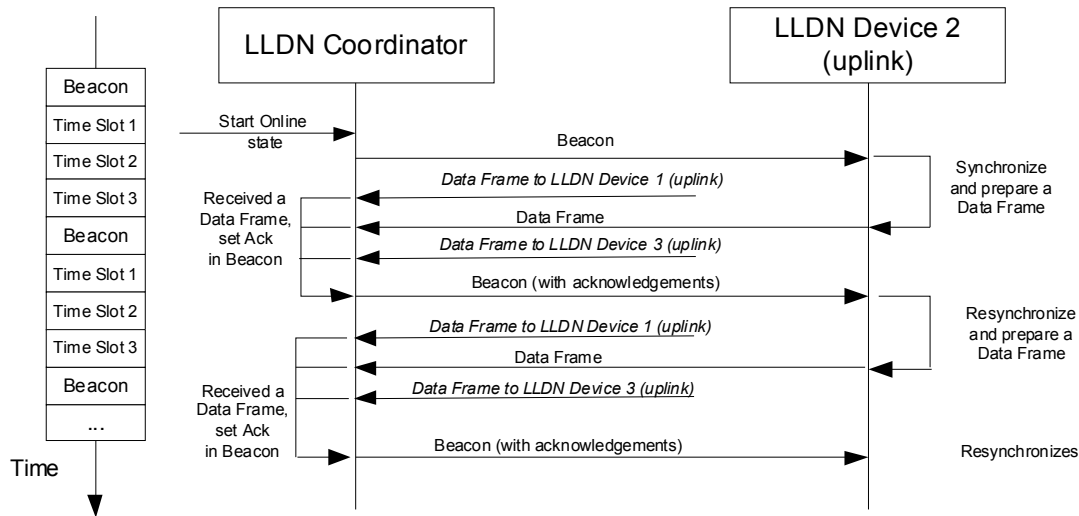 LLDN Coordinator
LLDN Device 2
(uplink)
Beacon
Time Slot 1
Time Slot 2
Time Slot 3
Beacon
Time Slot 1
Time Slot 2
Time Slot 3
Beacon
...
Time
Start Online
state
Beacon
Synchronize
and prepare a
Data Frame
Data Frame to LLDN Device 1 (uplink)
Received a
Data Frame,
set Ack
in Beacon
Data Frame
Data Frame to LLDN Device 3 (uplink)
Beacon (with acknowledgements)
Resynchronize
and prepare a
Data Frame
Data Frame to LLDN Device 1 (uplink)
Data Frame
Received a
Data Frame,
set Ack
in Beacon
Data Frame to LLDN Device 3 (uplink)
Beacon (with acknowledgements)
Resynchronizes